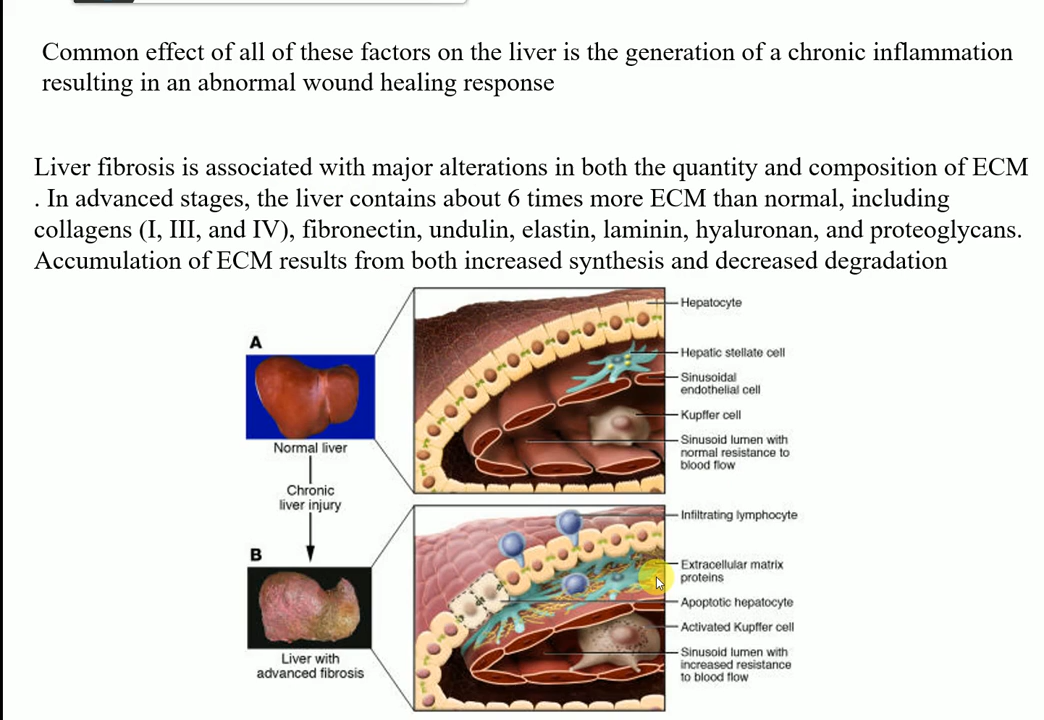 Common effect of all of these factors on the liver is the generation of a chronic inflammation
resulting in an abnormal wound healing response
Liver fibrosis is associated with major alterations in both the quantity and composition of ECM
. In advanced stages, the liver contains about 6 times more ECM than normal, including
collagens (I, III, and IV), fibronectin, undulin, elastin, laminin, hyaluronan, and proteoglycans.
Accumulation of ECM results from both increased synthesis and decreased degradation
A
Normal liver
Chronic
liver injury
B
Liver with
advanced fibrosis
Hepatocyte
Hepatic stellate cell
Sinusoidal
endothelial cell
Kupffer cell
Sinusoid lumen with
normal resistance to
blood flow
Infiltrating lymphocyte
Extracellular matrix
proteins
Apoptotic hepatocyte
Activated Kupffer cell
Sinusoid lumen with
increased resistance
to blood flow